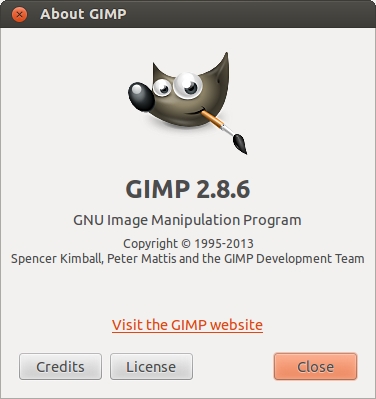 About GIMP
GIMP 2.8.6
GNU Image Manipulation Program
Copyright © 1995-2013
Spencer Kimball, Peter Mattis and the GIMP Development Team
Visit the GIMP website
Credits
License
Close